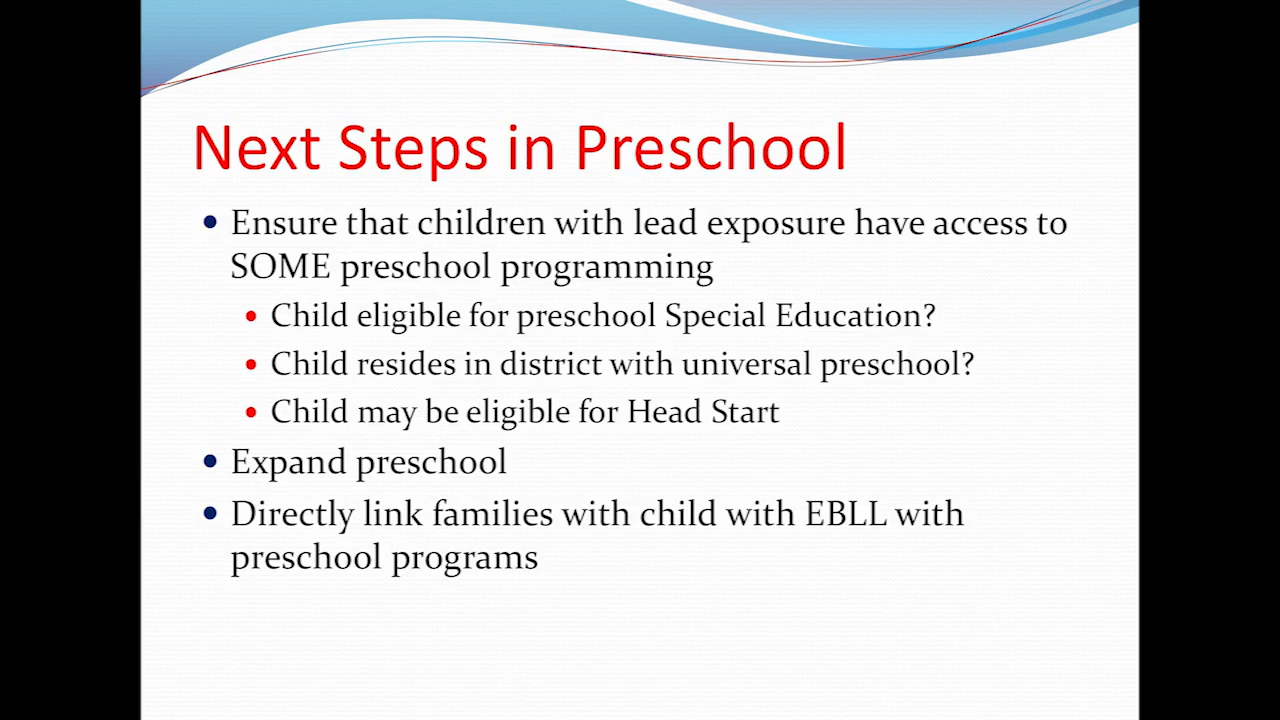 Next Steps in Preschool
• Ensure that children with lead exposure have access to
SOME preschool programming
• Child eligible for preschool Special Education?
• Child resides in district with universal preschool?
• Child may be eligible for Head Start
• Expand preschool
• Directly link families with child with EBLL with
preschool programs